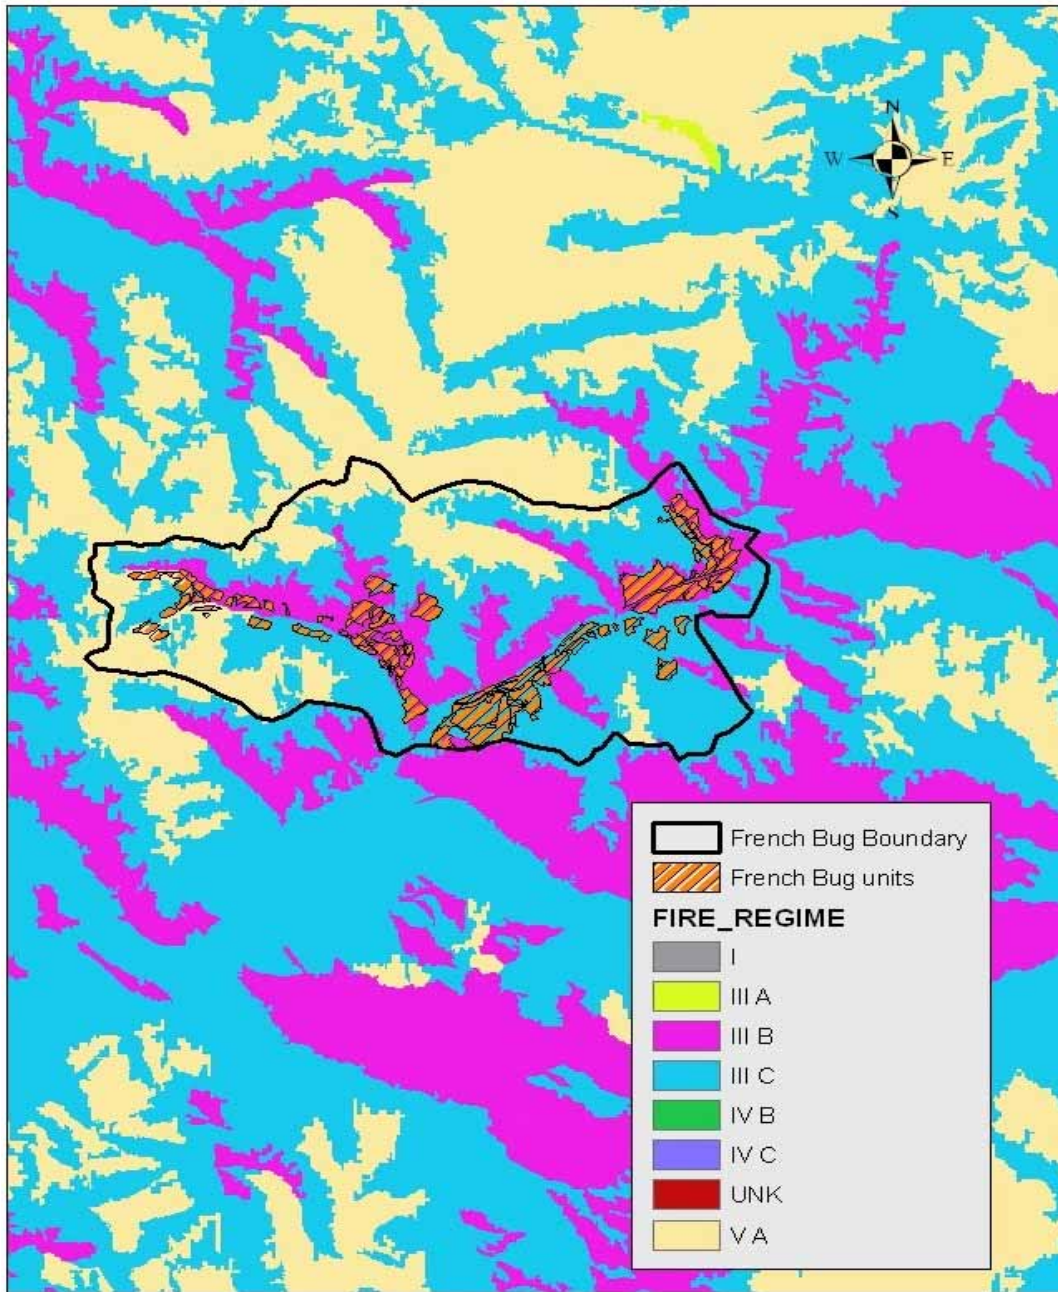 N
W E
S
French Bug Boundary
French Bug units
FIRE_REGIME
I
III A
III B
III C
IV B
IV C
UNK
V A